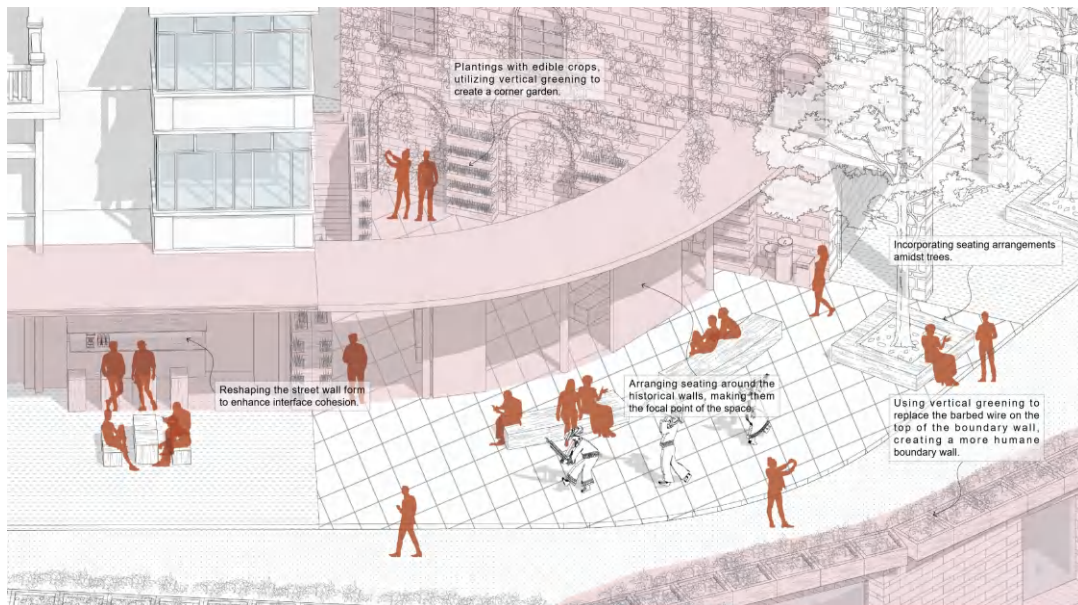 Plantings with edible crops,
utilizing vertical greening to
create a corner garden.
Incorporating seating arrangements
amidst trees.
Reshaping the street wall form
to enhance interface cohesion.
Arranging seating around the
historical walls, making them
the focal point of the space.
Using vertical greening to
replace the barbed wire on the
top of the boundary wall,
creating a more humane
boundary wall.